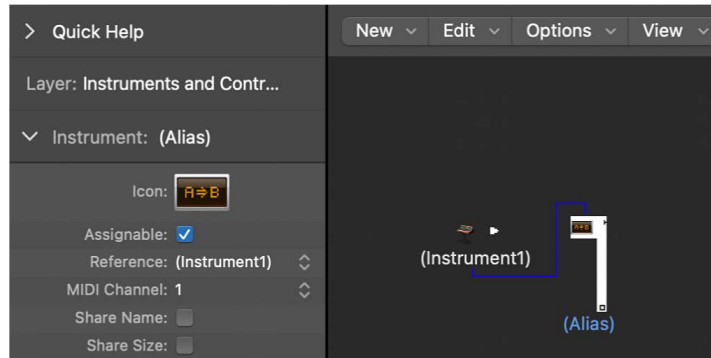 Quick Help
Layer: Instruments and Contr...
Instrument: (Alias)
Icon: A⇒B
Assignable:
Reference: (Instrument1)
MIDI Channel: 1
Share Name:
Share Size:
New Edit Options View
A⇒B
(Instrument1)
(Alias)